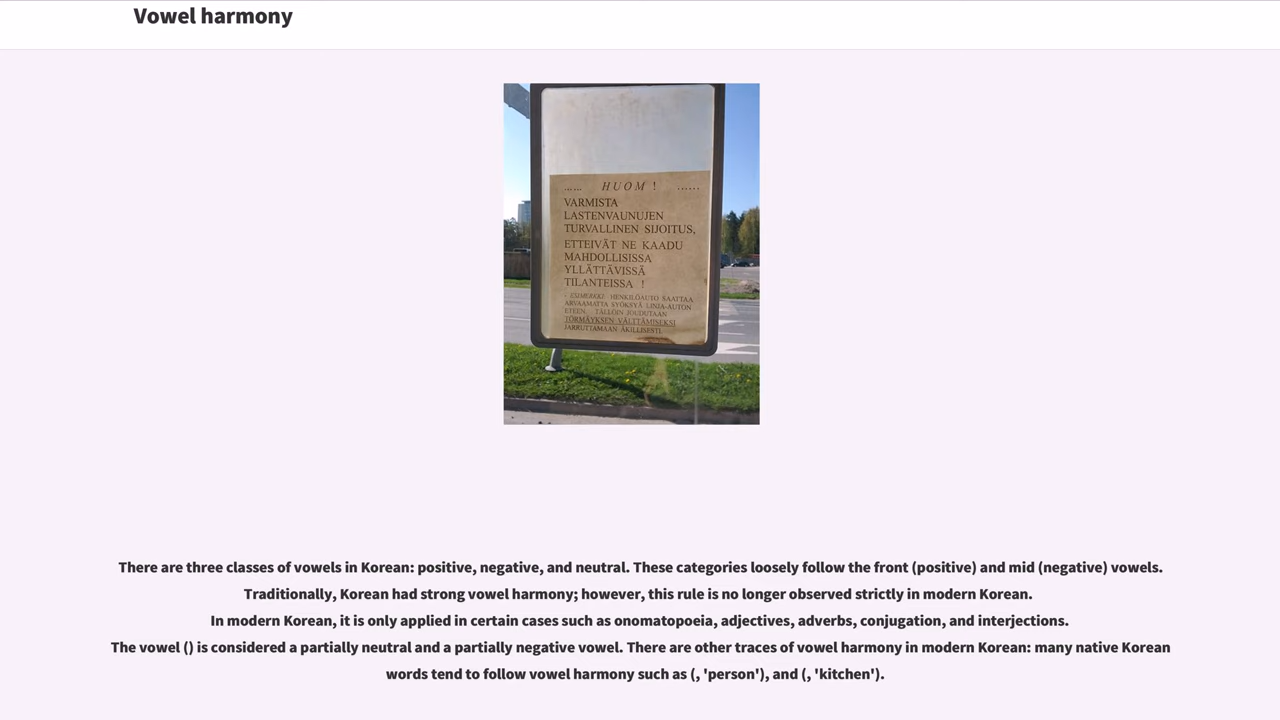 Vowel harmony
...... HUOM ! ......
VARMISTA
LASTENVAUNUJEN
TURVALLINEN SIJOITUS,
ETTEIVÄT NE KAADU
MAHDOLLISISSA
YLLÄTTÄVISSÄ
TILANTEISSA !
- ESIMERKKI: HENKILÖAUTO SAATTAA
ARVAAMATTA SYÖKSYÄ LINJA-AUTON
ETEEN. TÄLLÖIN JOUDUTAAN
TÖRMÄYKSEN VÄLTTÄMISEKSI
JARRUTTAMAAN ÄKILLISESTI.
There are three classes of vowels in Korean: positive, negative, and neutral. These categories loosely follow the front (positive) and mid (negative) vowels.
Traditionally, Korean had strong vowel harmony; however, this rule is no longer observed strictly in modern Korean.
In modern Korean, it is only applied in certain cases such as onomatopoeia, adjectives, adverbs, conjugation, and interjections.
The vowel () is considered a partially neutral and a partially negative vowel. There are other traces of vowel harmony in modern Korean: many native Korean
words tend to follow vowel harmony such as (, 'person'), and (, 'kitchen').